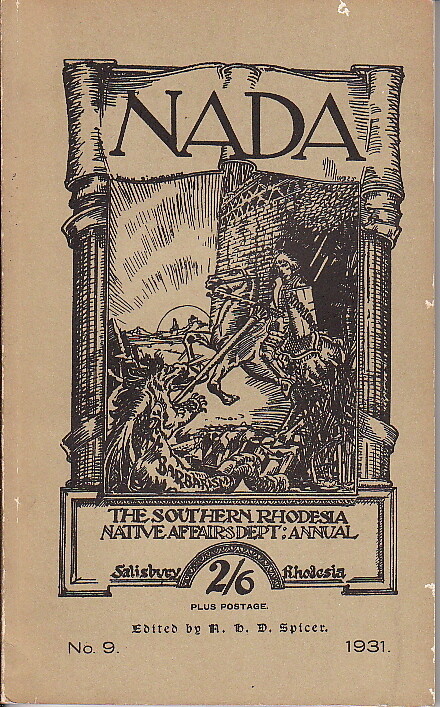 NADA
BARBARISM
THE SOUTHERN RHODESIA
NATIVE AFFAIRS DEPT: ANNUAL
Salisbury 2/6 Rhodesia
PLUS POSTAGE.
Edited by N. H. D. Spicer.
No. 9. 1931.